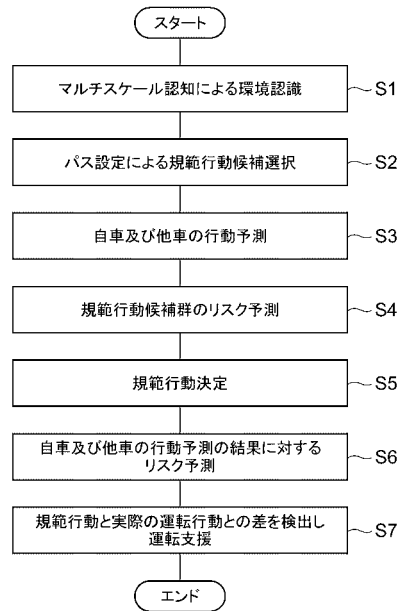 スタート
マルチスケール認知による環境認識
S1
パス設定による規範行動候補選択
S2
自車及び他車の行動予測
S3
規範行動候補群のリスク予測
S4
規範行動決定
S5
自車及び他車の行動予測の結果に対する
リスク予測
S6
規範行動と実際の運転行動との差を検出し
運転支援
S7
エンド